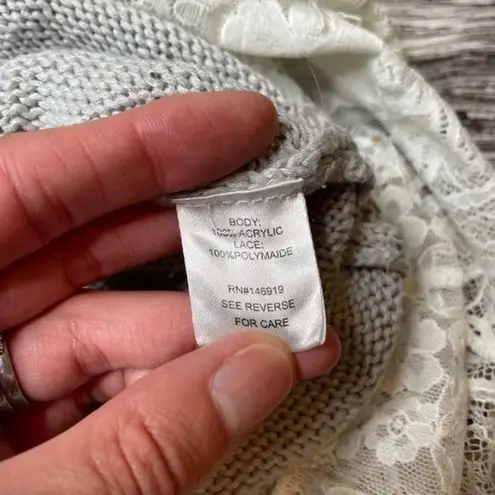 BODY:
100% ACRYLIC
LACE:
100%POLYMAIDE
RN#146919
SEE REVERSE
FOR CARE